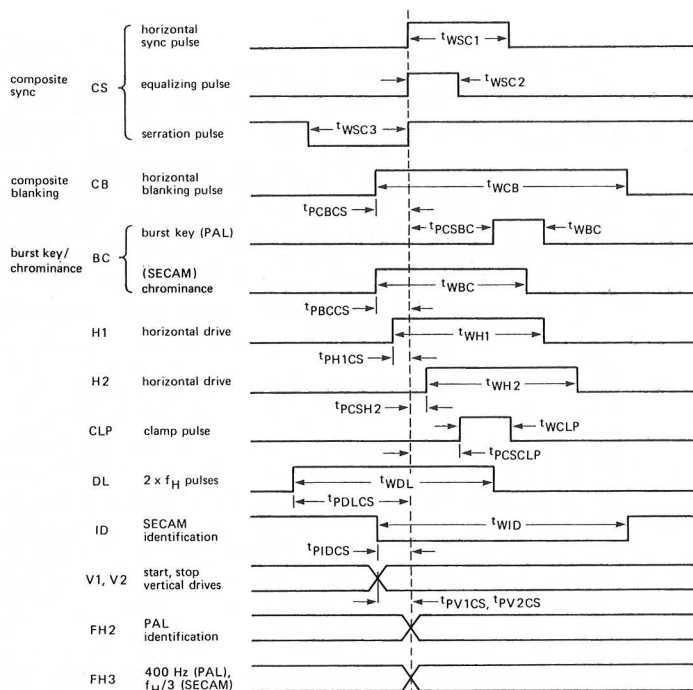 horizontal
sync pulse
tWSC1
composite
sync
CS
equalizing pulse
tWSC2
serration pulse
tWSC3
composite
blanking
CB
horizontal
blanking pulse
tWCB
tPCBCS
burst key/
chrominance
BC
burst key (PAL)
tPCSBC
tWBC
(SECAM)
chrominance
tWBC
tPBCCS
H1
horizontal drive
tWH1
tPH1CS
H2
horizontal drive
tWH2
tPCSH2
CLP
clamp pulse
tWCLP
tPCSCLP
DL
2 x fH pulses
tWDL
tPDLCS
ID
SECAM
identification
tWID
tPIDCS
V1, V2
start, stop
vertical drives
tPV1CS, tPV2CS
FH2
PAL
identification
FH3
400 Hz (PAL),
fH/3 (SECAM)